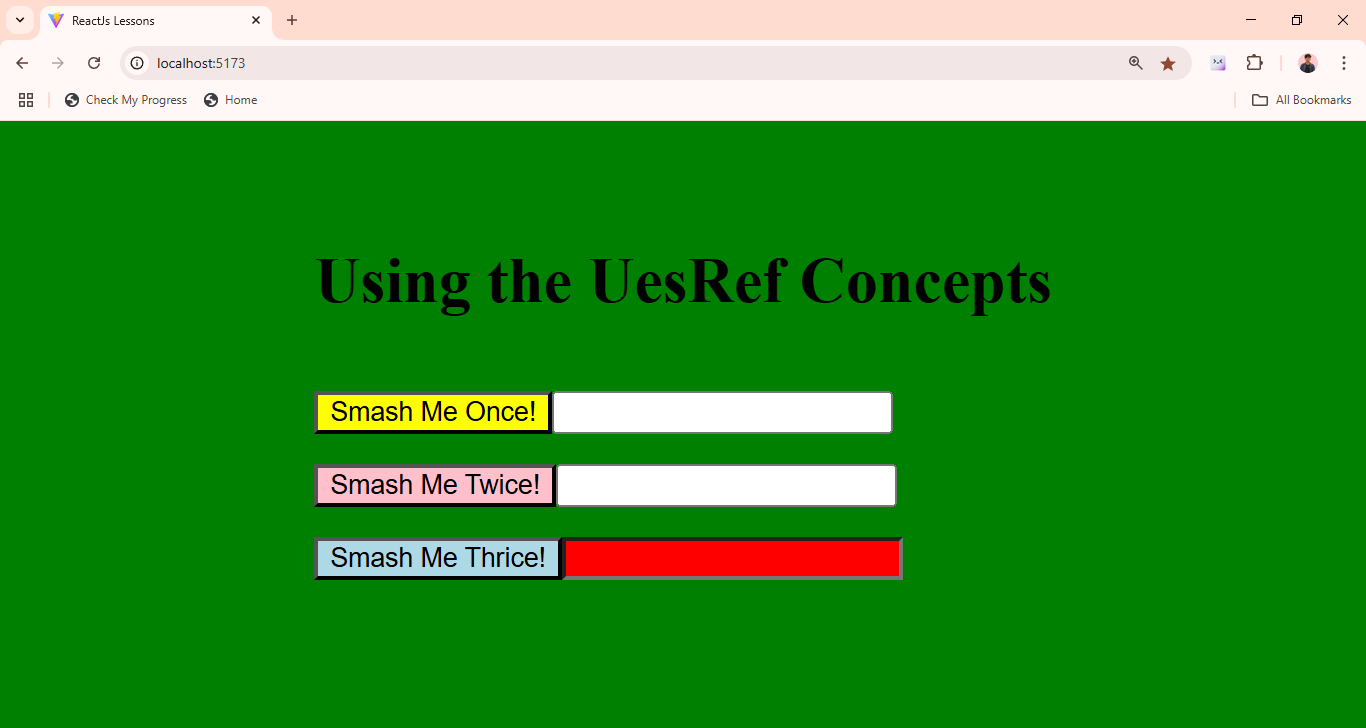 ReactJs Lessons
localhost:5173
Check My Progress
Home
All Bookmarks
Using the UesRef Concepts
Smash Me Once!
Smash Me Twice!
Smash Me Thrice!